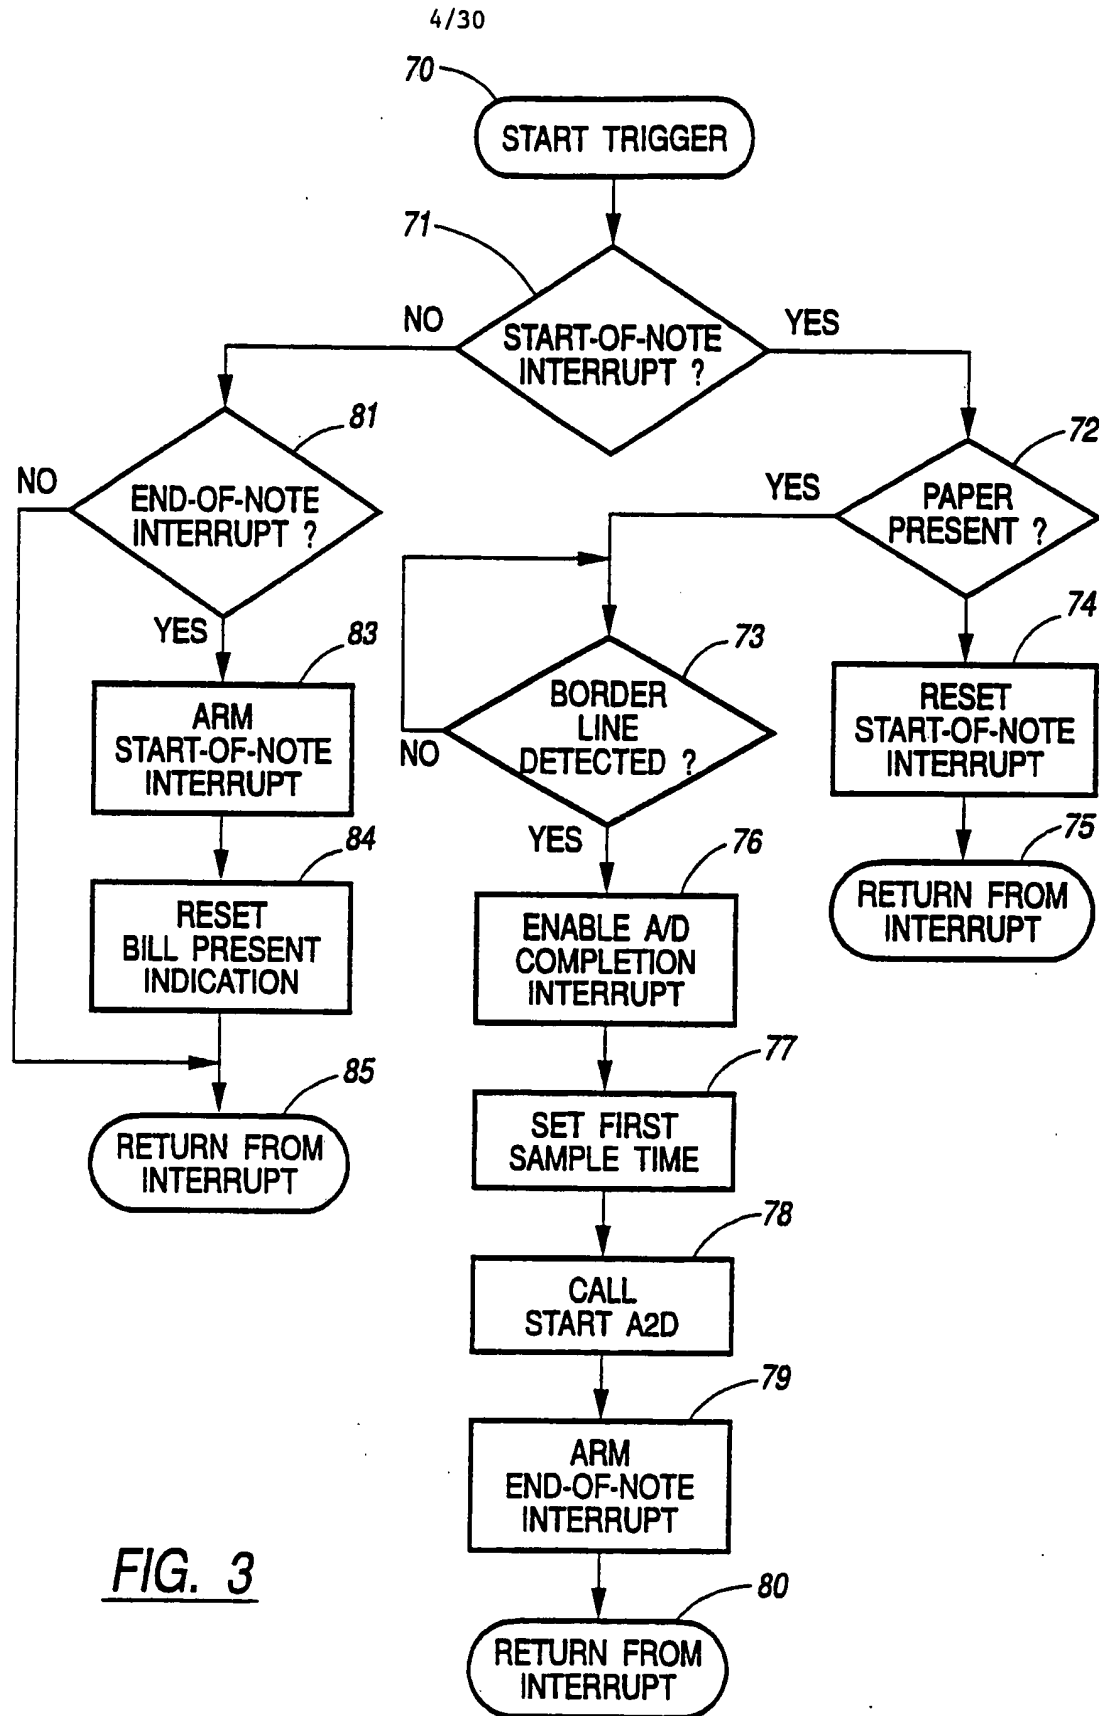 4/30
70
START TRIGGER
71
NO
START-OF-NOTE
INTERRUPT ?
YES
81
NO
END-OF-NOTE
INTERRUPT ?
YES
72
YES
PAPER
PRESENT ?
83
ARM
START-OF-NOTE
INTERRUPT
73
BORDER
LINE
DETECTED ?
NO
YES
74
RESET
START-OF-NOTE
INTERRUPT
84
RESET
BILL PRESENT
INDICATION
76
ENABLE A/D
COMPLETION
INTERRUPT
75
RETURN FROM
INTERRUPT
85
RETURN FROM
INTERRUPT
77
SET FIRST
SAMPLE TIME
78
CALL
START A2D
79
ARM
END-OF-NOTE
INTERRUPT
80
RETURN FROM
INTERRUPT
FIG. 3